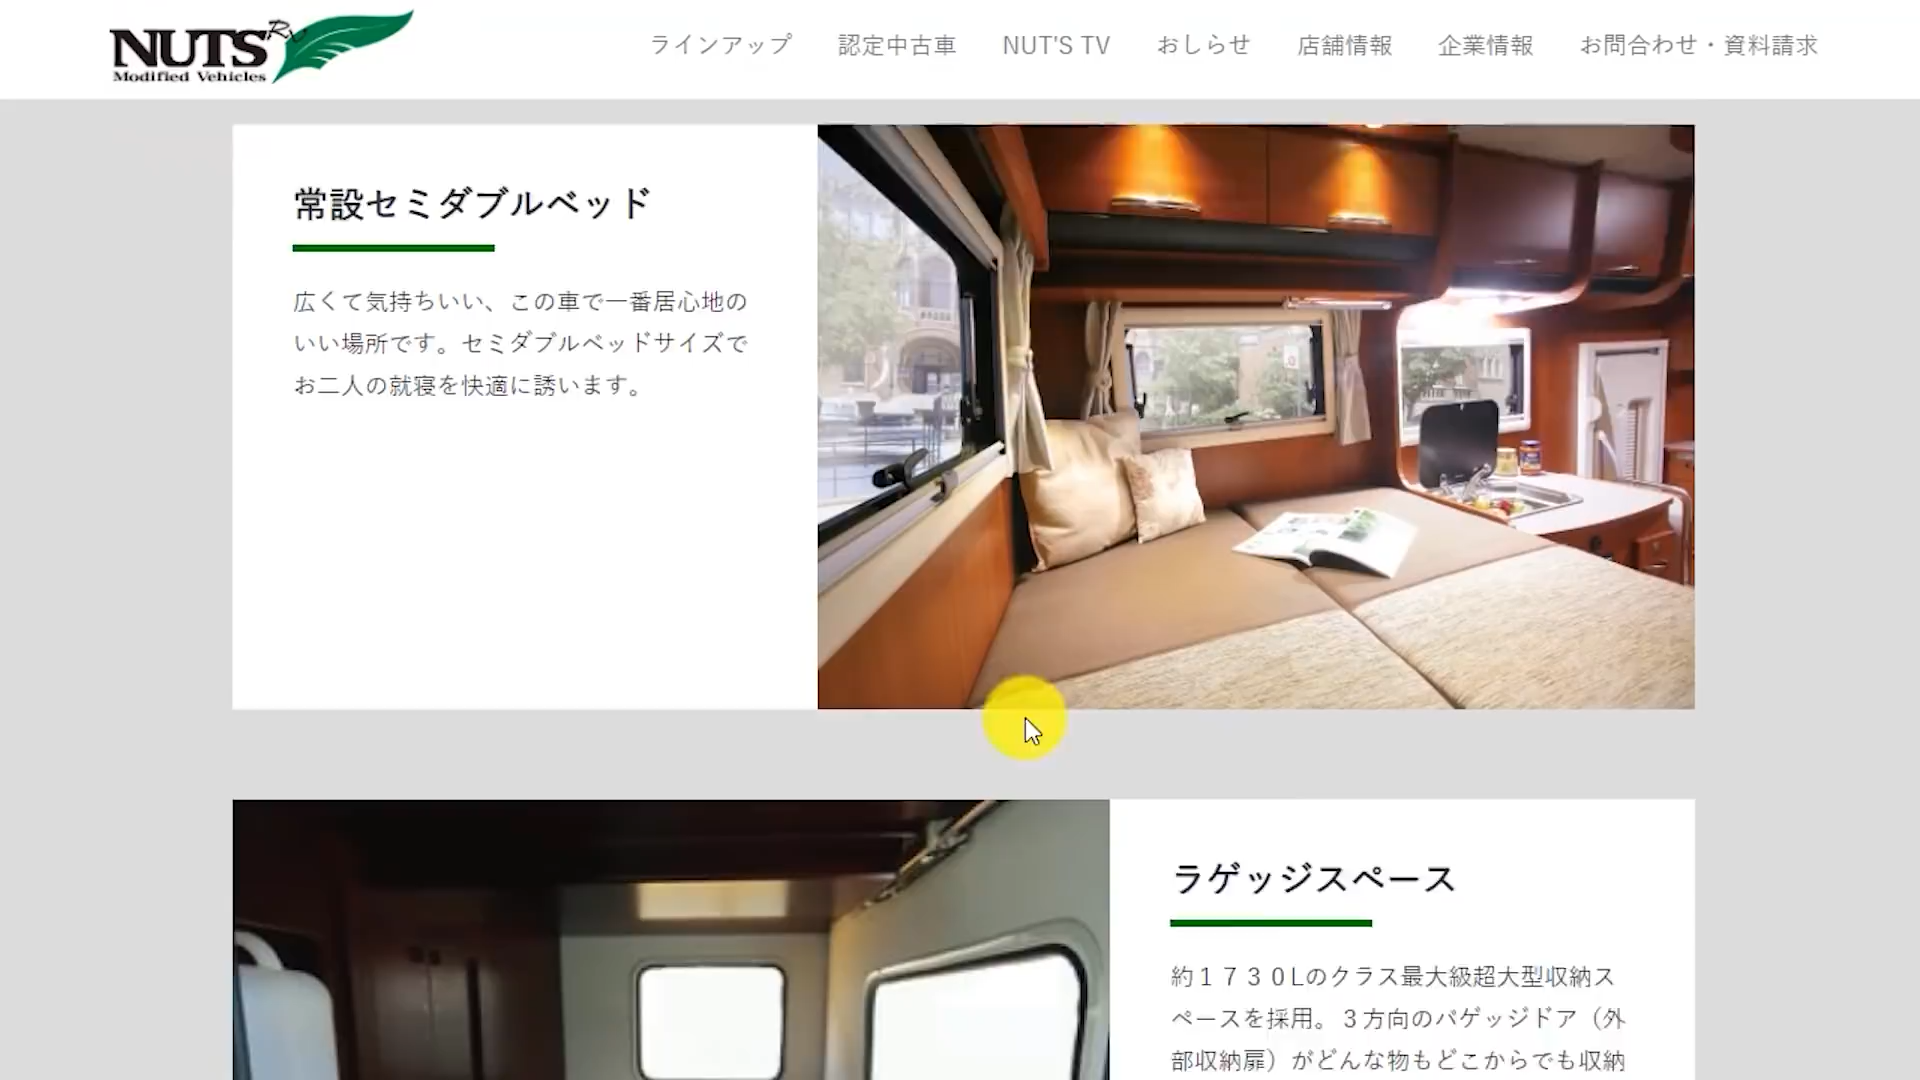 NUTS RV
Modified Vehicles
ラインアップ 認定中古車 NUT'S TV おしらせ 店舗情報 企業情報 お問合わせ・資料請求
常設セミダブルベッド
広くて気持ちいい、この車で一番居心地の
いい場所です。セミダブルベッドサイズで
お二人の就寝を快適に誘います。
ラゲッジスペース
約１７３０Lのクラス最大級超大型収納ス
ペースを採用。３方向のバゲッジドア（外
部収納扉）がどんな物もどこからでも収納